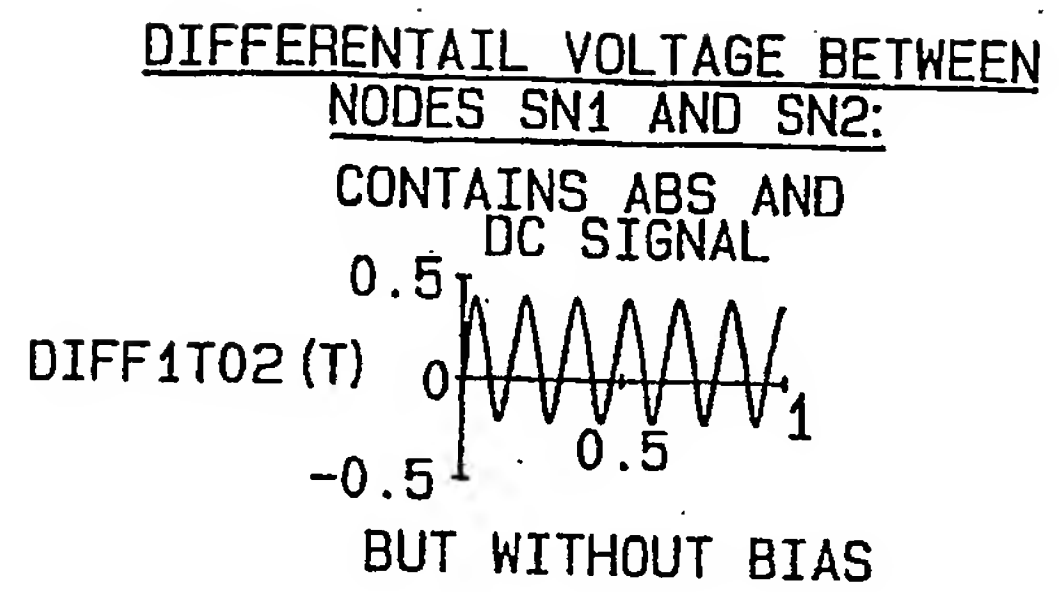 DIFFERENTAIL VOLTAGE BETWEEN
NODES SN1 AND SN2:
CONTAINS ABS AND
DC SIGNAL
0.5
DIFF1TO2 (T)
0
1
0.5
-0.5
BUT WITHOUT BIAS